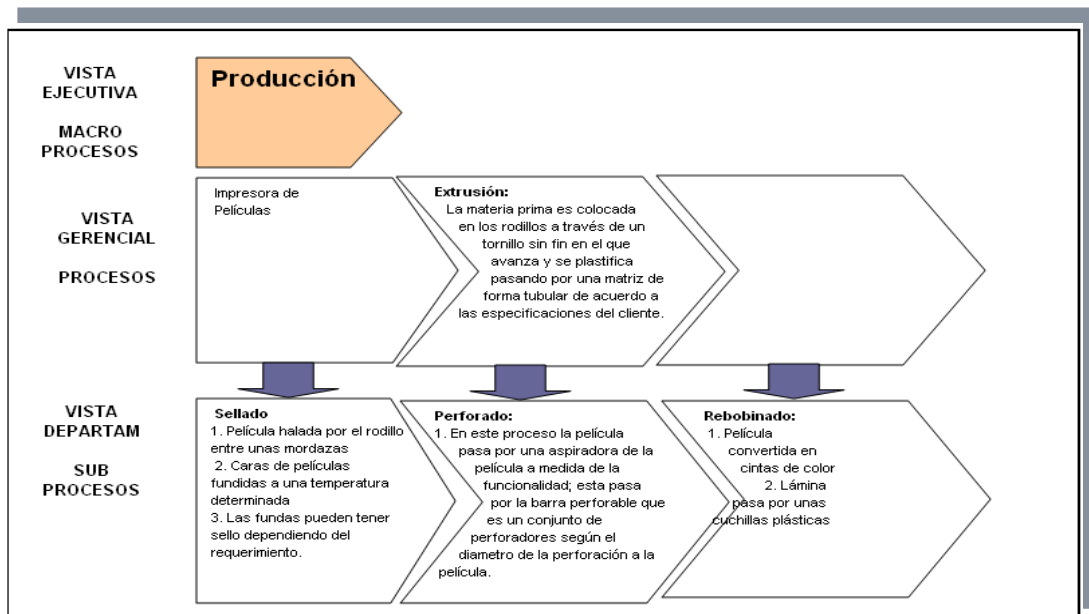 VISTA
EJECUTIVA
MACRO
PROCESOS
Producción
VISTA
GERENCIAL
PROCESOS
Impresora de
Películas
Extrusión:
La materia prima es colocada
en los rodillos a través de un
tornillo sin fin en el que
avanza y se plastifica
pasando por una matriz de
forma tubular de acuerdo a
las especificaciones del cliente.
VISTA
DEPARTAM
SUB
PROCESOS
Sellado
1. Película halada por el rodillo
entre unas mordazas
2. Caras de películas
fundidas a una temperatura
determinada
3. Las fundas pueden tener
sello dependiendo del
requerimiento.
Perforado:
1. En este proceso la película
pasa por una aspiradora de la
película a medida de la
funcionalidad; esta pasa
por la barra perforable que
es un conjunto de
perforadores según el
diametro de la perforación a la
película.
Rebobinado:
1. Película
convertida en
cintas de color
2. Lámina
pasa por unas
cuchillas plásticas